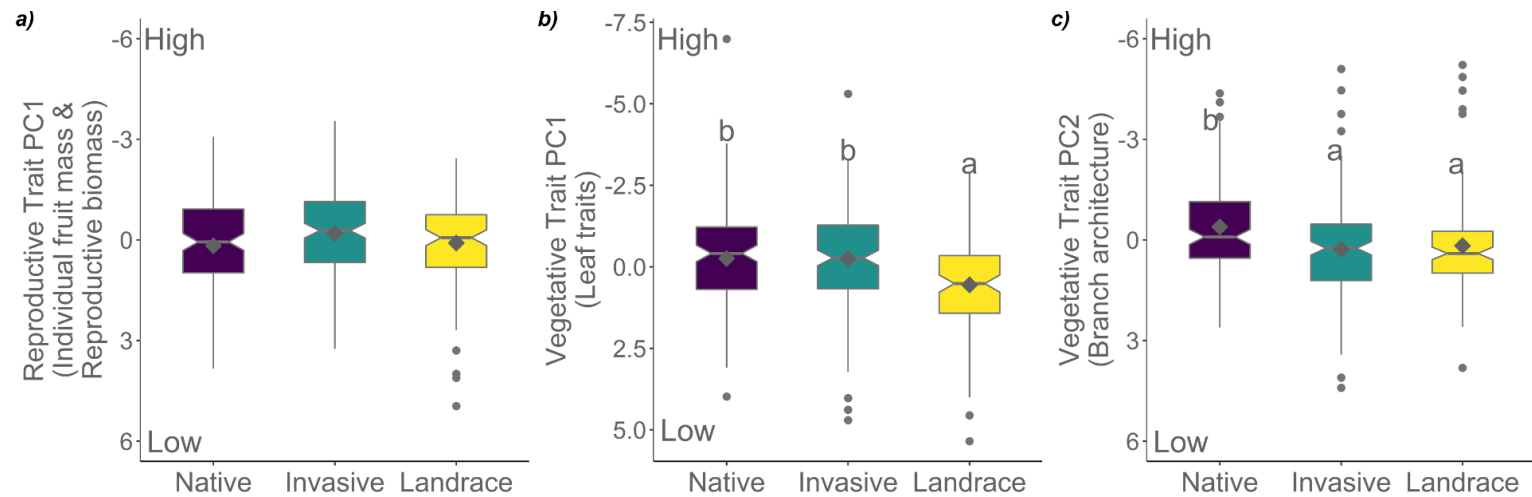 a)
Reproductive Trait PC1
(Individual fruit mass &
Reproductive biomass)
-6
-3
0
3
6
High
Low
Native
Invasive
Landrace
b)
Vegetative Trait PC1
(Leaf traits)
-7.5
-5.0
-2.5
0.0
2.5
5.0
High
b
b
a
Low
Native
Invasive
Landrace
c)
Vegetative Trait PC2
(Branch architecture)
-6
-3
0
3
6
High
b
a
a
Low
Native
Invasive
Landrace